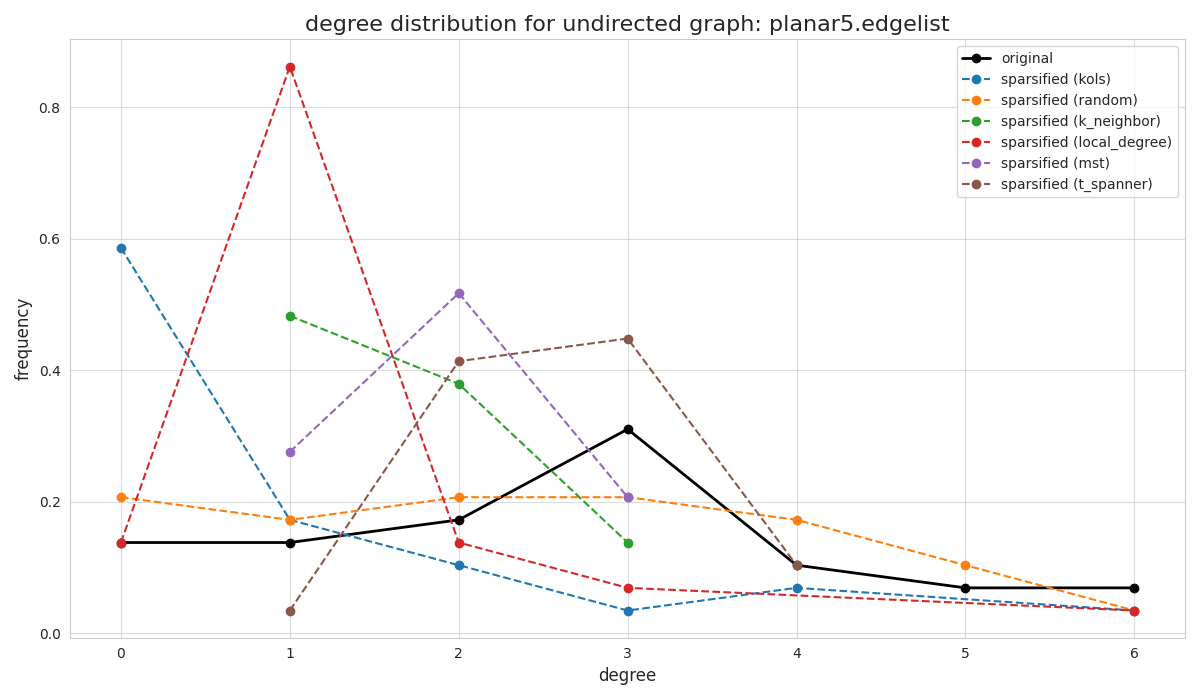 degree distribution for undirected graph: planar5.edgelist
original
sparsified (kols)
sparsified (random)
sparsified (k_neighbor)
sparsified (local_degree)
sparsified (mst)
sparsified (t_spanner)
frequency
0.8
0.6
0.4
0.2
0.0
0 1 2 3 4 5 6
degree